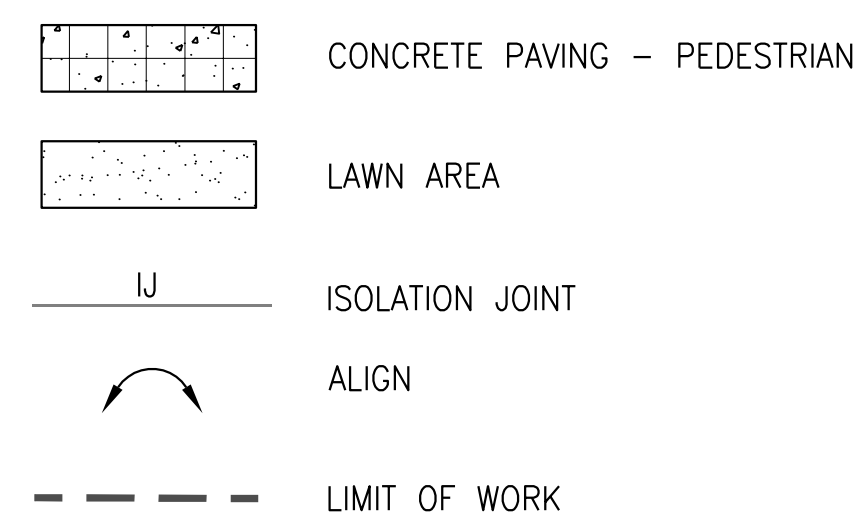 CONCRETE PAVING – PEDESTRIAN
LAWN AREA
IJ
ISOLATION JOINT
ALIGN
LIMIT OF WORK